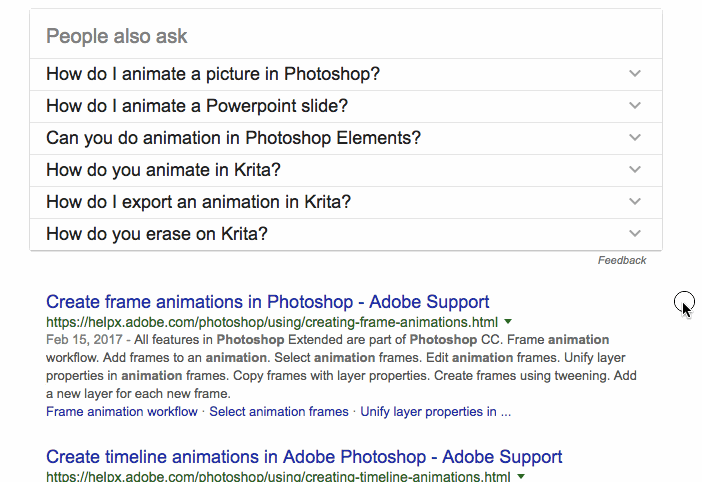 People also ask
How do I animate a picture in Photoshop?
How do I animate a Powerpoint slide?
Can you do animation in Photoshop Elements?
How do you animate in Krita?
How do I export an animation in Krita?
How do you erase on Krita?
Feedback
Create frame animations in Photoshop - Adobe Support
https://helpx.adobe.com/photoshop/using/creating-frame-animations.html
Feb 15, 2017 - All features in Photoshop Extended are part of Photoshop CC. Frame animation
workflow. Add frames to an animation. Select animation frames. Edit animation frames. Unify layer
properties in animation frames. Copy frames with layer properties. Create frames using tweening. Add
a new layer for each new frame.
Frame animation workflow · Select animation frames · Unify layer properties in ...
Create timeline animations in Adobe Photoshop - Adobe Support
https://helpx.adobe.com/photoshop/using/creating-timeline-animations.html